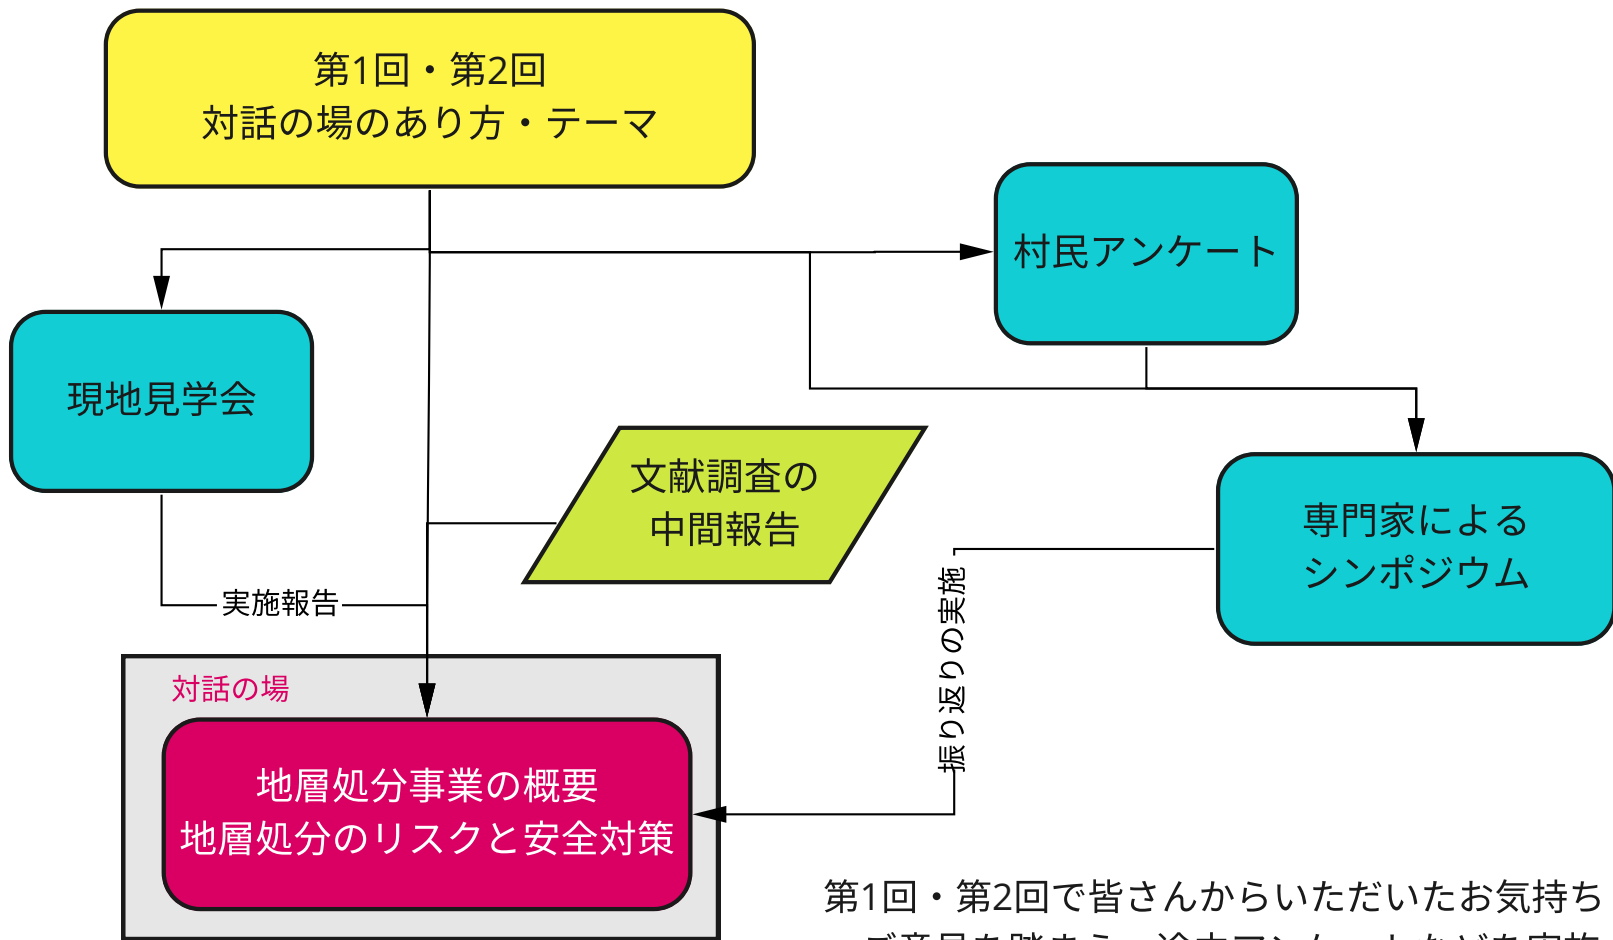 第1回・第2回
対話の場のあり方・テーマ
村民アンケート
現地見学会
文献調査の
中間報告
専門家による
シンポジウム
実施報告
振り返りの実施
対話の場
地層処分事業の概要
地層処分のリスクと安全対策
第1回・第2回で皆さんからいただいたお気持ち